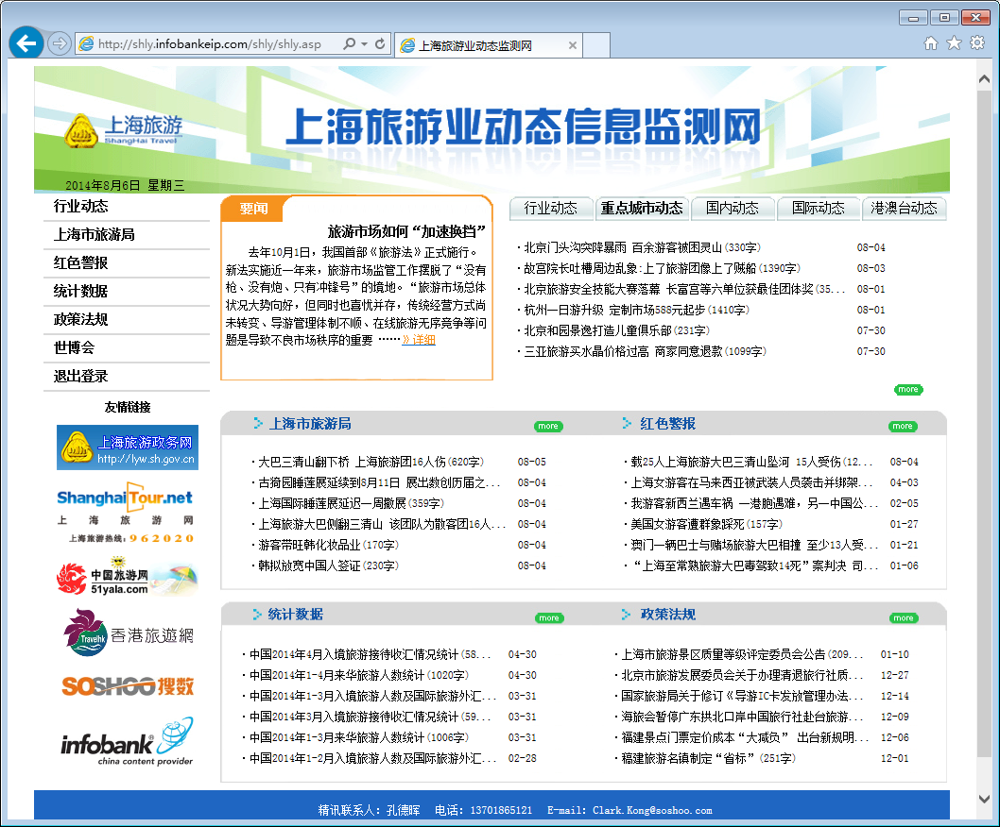 http://shly.infobankeip.com/shly/shly.asp
上海旅游业动态监测网
上海旅游
ShangHai Travel
上海旅游业动态信息监测网
2014年8月6日 星期三
行业动态
上海市旅游局
红色警报
统计数据
政策法规
世博会
退出登录
友情链接
上海旅游政务网
http://lyw.sh.gov.cn
ShanghaiTour.net
上 海 旅 游 网
上海旅游热线:962020
中国旅游网
51yala.com
Travelhk
香港旅遊網
SOSHOO搜数
infobank®
china content provider
要闻
旅游市场如何“加速换挡”
去年10月1日，我国首部《旅游法》正式施行。
新法实施近一年来，旅游市场监管工作摆脱了“没有
枪、没有炮、只有冲锋号”的境地。“旅游市场总体
状况大势向好，但同时也喜忧并存，传统经营方式尚
未转变、导游管理体制不顺、在线旅游无序竞争等问
题是导致不良市场秩序的重要 ……》详细
行业动态 重点城市动态 国内动态 国际动态 港澳台动态
·北京门头沟突降暴雨 百余游客被困灵山(330字) 08-04
·故宫院长吐槽周边乱象:上了旅游团像上了贼船(1390字) 08-03
·北京旅游安全技能大赛落幕 长富宫等六单位获最佳团体奖(35... 08-01
·杭州一日游升级 定制市场588元起步(1410字) 08-01
·北京和园景逸打造儿童俱乐部(231字) 07-30
·三亚旅游买水晶价格过高 商家同意退款(1099字) 07-30
more
上海市旅游局 more
·大巴三清山翻下桥 上海旅游团16人伤(620字) 08-05
·古猗园睡莲展延续到8月11日 展出数创历届之... 08-04
·上海国际睡莲展延迟一周撤展(359字) 08-04
·上海旅游大巴侧翻三清山 该团队为散客团16人... 08-04
·游客带旺韩化妆品业(170字) 08-04
·韩拟放宽中国人签证(230字) 08-04
红色警报 more
·载25人上海旅游大巴三清山坠河 15人受伤(12... 08-04
·上海女游客在马来西亚被武装人员袭击并绑架... 04-03
·我游客新西兰遇车祸 一港胞遇难，另一中国公... 02-05
·美国女游客遭群象踩死(157字) 01-27
·澳门一辆巴士与赌场旅游大巴相撞 至少13人受... 01-21
·“上海至常熟旅游大巴毒驾致14死”案判决 司... 01-06
统计数据 more
·中国2014年4月入境旅游接待收汇情况统计(58... 04-30
·中国2014年1-4月来华旅游人数统计(1020字) 04-30
·中国2014年1-3月入境旅游人数及国际旅游外汇... 03-31
·中国2014年3月入境旅游接待收汇情况统计(59... 03-31
·中国2014年1-3月来华旅游人数统计(1006字) 03-31
·中国2014年1-2月入境旅游人数及国际旅游外汇... 02-28
政策法规 more
·上海市旅游景区质量等级评定委员会公告(209... 01-10
·北京市旅游发展委员会关于办理清退旅行社质... 12-27
·国家旅游局关于修订《导游IC卡发放管理办法... 12-14
·海旅会暂停广东拱北口岸中国旅行社赴台旅游... 12-09
·福建景点门票定价成本“大减负” 出台新规明... 12-06
·福建旅游名镇制定“省标”(251字) 12-01
精讯联系人: 孔德晖 电话: 13701865121 E-mail: Clark.Kong@soshoo.com